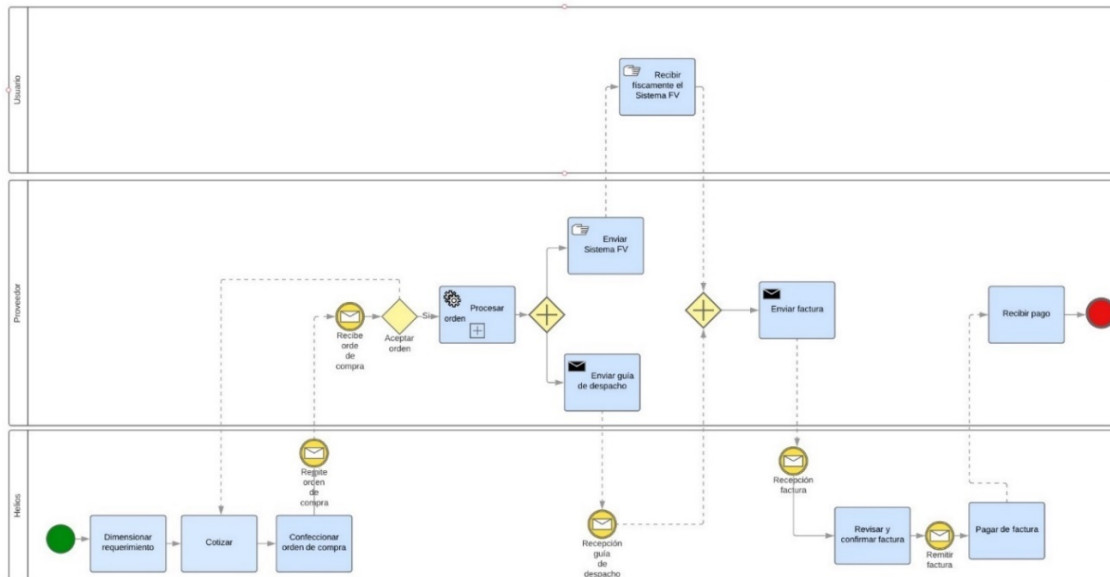 Usuario
Recibir
físcamente el
Sistema FV
Proveedor
Enviar
Sistema FV
Recibe
orde
de
compra
Aceptar
orden
Si
Procesar
orden
Enviar guía
de despacho
Enviar factura
Recibir pago
Helios
Dimensionar
requerimiento
Cotizar
Confeccionar
orden de compra
Remite
orden
de
compra
Recepción
guía
de
despacho
Recepción
factura
Revisar y
confirmar factura
Remitir
factura
Pagar de factura